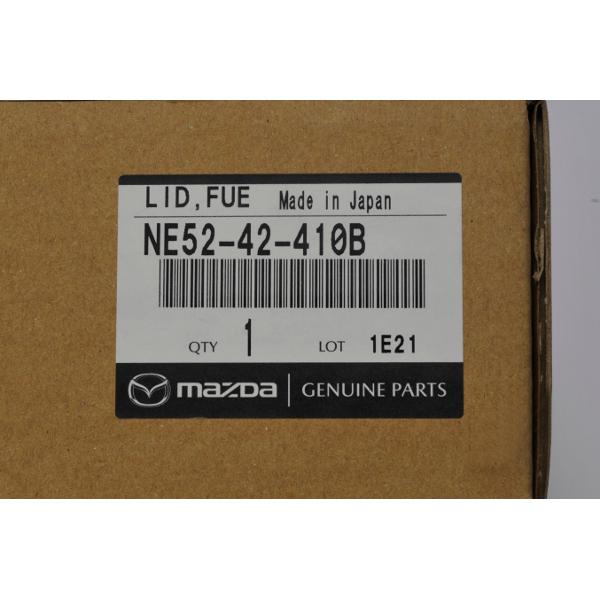 LID,FUE Made in Japan
NE52-42-410B
QTY 1 LOT 1E21
mazda GENUINE PARTS